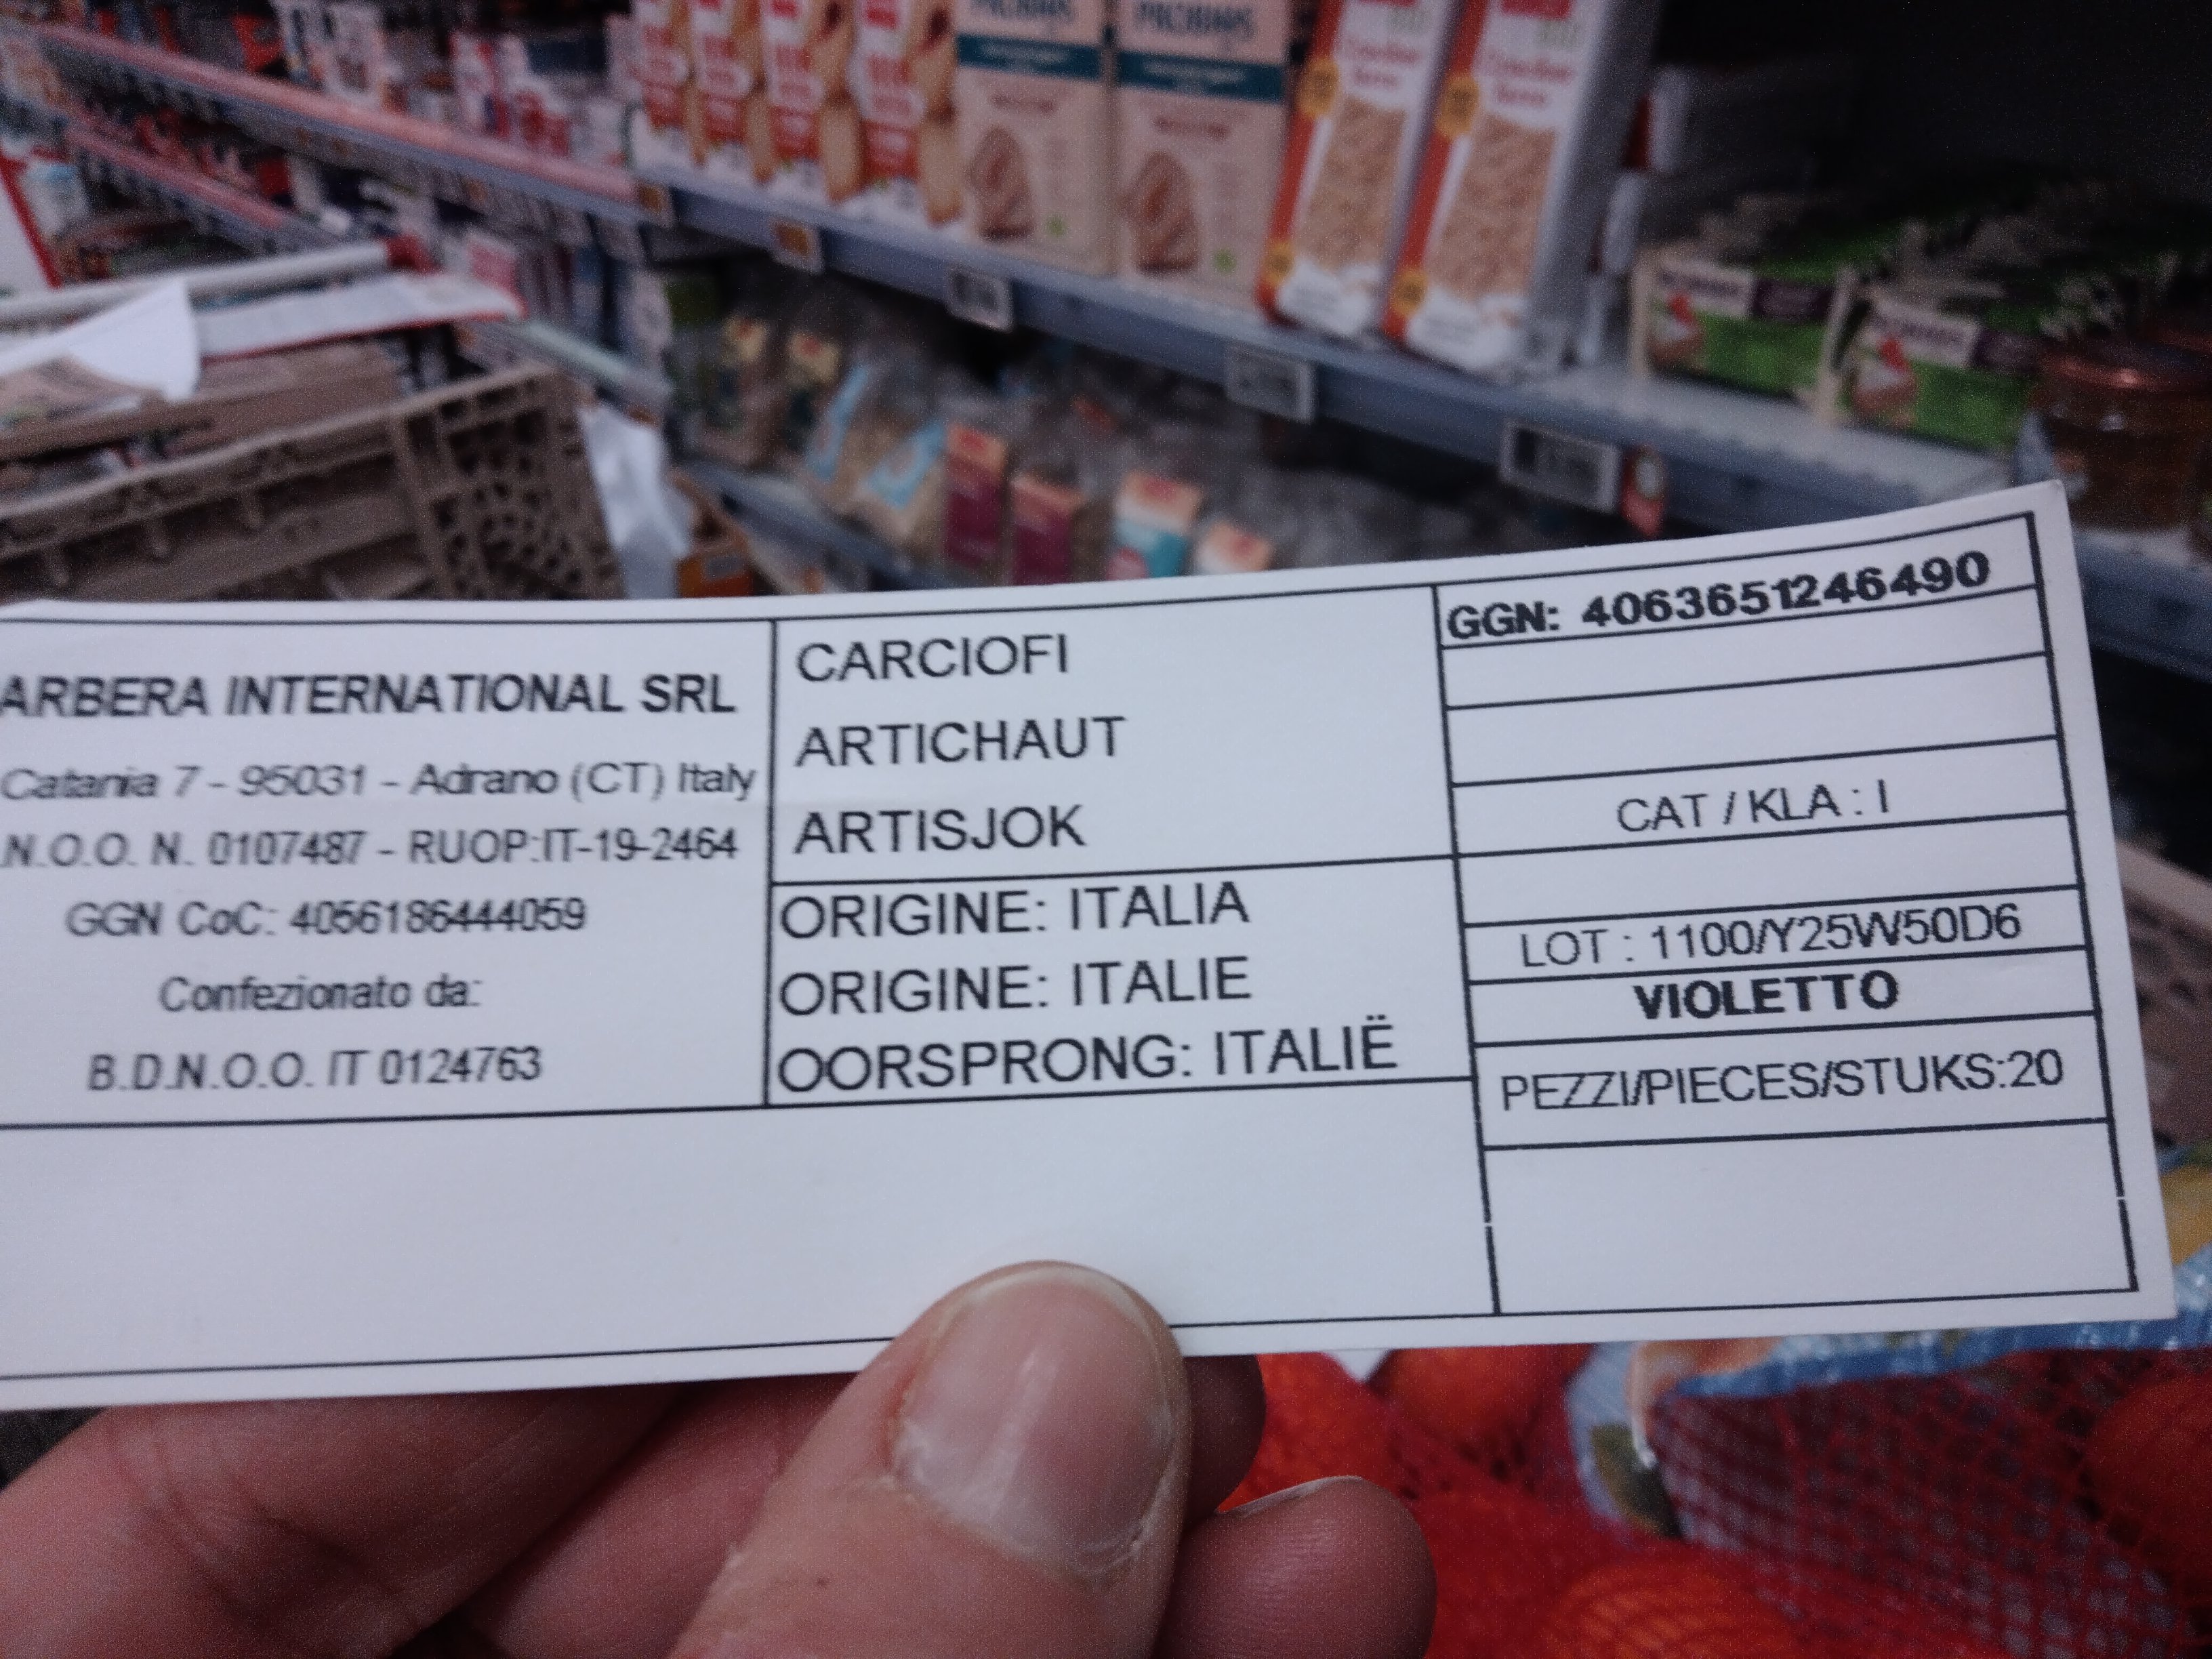 ARBERA INTERNATIONAL SRL
Catania 7 - 95031 - Adrano (CT) Italy
N.O.O. N. 0107487 - RUOP:IT-19-2464
GGN CoC: 4056186444059
Confezionato da:
B.D.N.O.O. IT 0124763
CARCIOFI
ARTICHAUT
ARTISJOK
ORIGINE: ITALIA
ORIGINE: ITALIE
OORSPRONG: ITALIË
GGN: 4063651246490
CAT / KLA : I
LOT : 1100/Y25W50D6
VIOLETTO
PEZZI/PIECES/STUKS:20